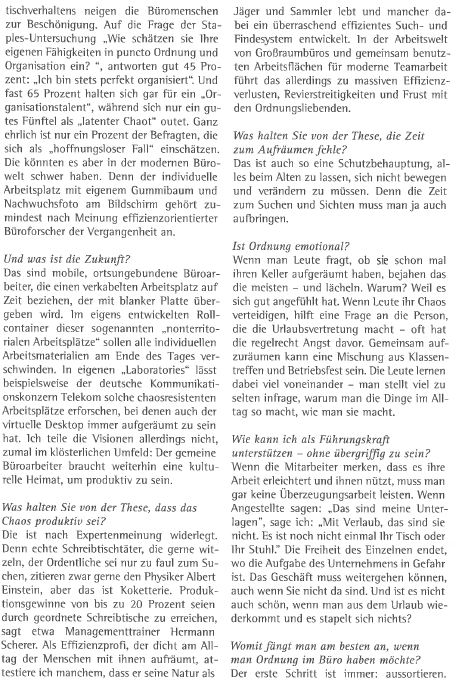 tischverhaltens neigen die Büromenschen
zur Beschönigung. Auf die Frage der Sta-
ples-Untersuchung „Wie schätzen sie Ihre
eigenen Fähigkeiten in puncto Ordnung und
Organisation ein? “, antworten gut 45 Pro-
zent: „Ich bin stets perfekt organisiert“. Und
fast 65 Prozent halten sich gar für ein „Or-
ganisationstalent“, während sich nur ein gu-
tes Fünftel als „latenter Chaot“ outet. Ganz
ehrlich ist nur ein Prozent der Befragten, die
sich als „hoffnungsloser Fall“ einschätzen.
Die könnten es aber in der modernen Büro-
welt schwer haben. Denn der individuelle
Arbeitsplatz mit eigenem Gummibaum und
Nachwuchsfoto am Bildschirm gehört zu-
mindest nach Meinung effizienzorientierter
Büroforscher der Vergangenheit an.
Und was ist die Zukunft?
Das sind mobile, ortsungebundene Büroar-
beiter, die einen verkabelten Arbeitsplatz auf
Zeit beziehen, der mit blanker Platte über-
geben wird. Im eigens entwickelten Roll-
container dieser sogenannten „nonterrito-
rialen Arbeitsplätze“ sollen alle individuellen
Arbeitsmaterialien am Ende des Tages ver-
schwinden. In eigenen „Laboratories“ lässt
beispielsweise der deutsche Kommunikati-
onskonzern Telekom solche chaosresistenten
Arbeitsplätze erforschen, bei denen auch der
virtuelle Desktop immer aufgeräumt zu sein
hat. Ich teile die Visionen allerdings nicht,
zumal im klösterlichen Umfeld: Der gemeine
Büroarbeiter braucht weiterhin eine kultu-
relle Heimat, um produktiv zu sein.
Was halten Sie von der These, dass das
Chaos produktiv sei?
Die ist nach Expertenmeinung widerlegt.
Denn echte Schreibtischtäter, die gerne wit-
zeln, der Ordentliche sei nur zu faul zum Su-
chen, zitieren zwar gerne den Physiker Albert
Einstein, aber das ist Koketterie. Produk-
tionsgewinne von bis zu 20 Prozent seien
durch geordnete Schreibtische zu erreichen,
sagt etwa Managementtrainer Hermann
Scherer. Als Effizienzprofi, der dicht am All-
tag der Menschen mit ihnen aufräumt, at-
testiere ich manchem, dass er seine Natur als
Jäger und Sammler lebt und mancher da-
bei ein überraschend effizientes Such- und
Findesystem entwickelt. In der Arbeitswelt
von Großraumbüros und gemeinsam benutz-
ten Arbeitsflächen für moderne Teamarbeit
führt das allerdings zu massiven Effizienz-
verlusten, Revierstreitigkeiten und Frust mit
den Ordnungsliebenden.
Was halten Sie von der These, die Zeit
zum Aufräumen fehle?
Das ist auch so eine Schutzbehauptung, al-
les beim Alten zu lassen, sich nicht bewegen
und verändern zu müssen. Denn die Zeit
zum Suchen und Sichten muss man ja auch
aufbringen.
Ist Ordnung emotional?
Wenn man Leute fragt, ob sie schon mal
ihren Keller aufgeräumt haben, bejahen das
die meisten – und lächeln. Warum? Weil es
sich gut angefühlt hat. Wenn Leute ihr Chaos
verteidigen, hilft eine Frage an die Person,
die die Urlaubsvertretung macht – oft hat
die regelrecht Angst davor. Gemeinsam auf-
zuräumen kann eine Mischung aus Klassen-
treffen und Betriebsfest sein. Die Leute lernen
dabei viel voneinander – man stellt viel zu
selten infrage, warum man die Dinge im All-
tag so macht, wie man sie macht.
Wie kann ich als Führungskraft
unterstützen – ohne übergriffig zu sein?
Wenn die Mitarbeiter merken, dass es ihre
Arbeit erleichtert und ihnen nützt, muss man
gar keine Überzeugungsarbeit leisten. Wenn
Angestellte sagen: „Das sind meine Unter-
lagen“, sage ich: „Mit Verlaub, das sind sie
nicht. Es ist noch nicht einmal Ihr Tisch oder
Ihr Stuhl.“ Die Freiheit des Einzelnen endet,
wo die Aufgabe des Unternehmens in Gefahr
ist. Das Geschäft muss weitergehen können,
auch wenn Sie nicht da sind. Und ist es nicht
auch schön, wenn man aus dem Urlaub wie-
derkommt und es stapelt sich nichts?
Womit fängt man am besten an, wenn
man Ordnung im Büro haben möchte?
Der erste Schritt ist immer: aussortieren.